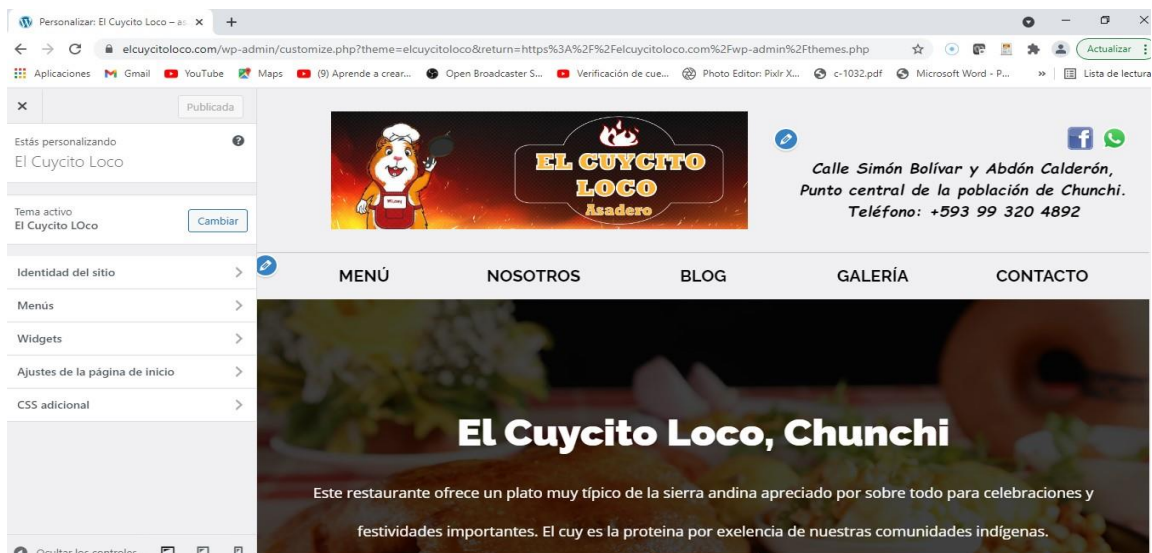 Personalizar: El Cuycito Loco – as
elcuycitoloco.com/wp-admin/customize.php?theme=elcuycitoloco&return=https%3A%2F%2Felcuycitoloco.com%2Fwp-admin%2Fthemes.php
Actualizar
Aplicaciones Gmail YouTube Maps (9) Aprende a crear... Open Broadcaster S... Verificación de cue... Photo Editor: Pixlr X... c-1032.pdf Microsoft Word - P... » Lista de lectura
Publicada
Estás personalizando
El Cuycito Loco
Tema activo
El Cuycito LOco
Cambiar
Identidad del sitio
Menús
Widgets
Ajustes de la página de inicio
CSS adicional
Ocultar los controles
EL CUYCITO
LOCO
Asadero
Calle Simón Bolívar y Abdón Calderón,
Punto central de la población de Chunchi.
Teléfono: +593 99 320 4892
MENÚ NOSOTROS BLOG GALERÍA CONTACTO
El Cuycito Loco, Chunchi
Este restaurante ofrece un plato muy típico de la sierra andina apreciado por sobre todo para celebraciones y
festividades importantes. El cuy es la proteina por exelencia de nuestras comunidades indígenas.